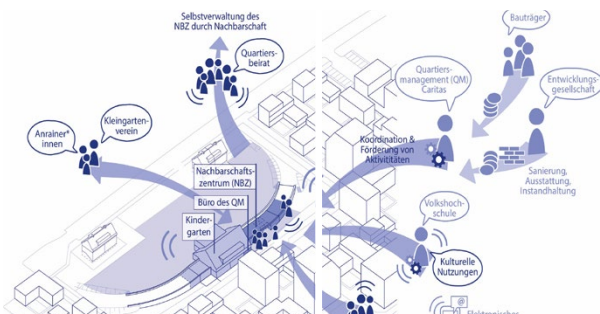 Selbstverwaltung des
NBZ durch Nachbarschaft
Quartiers-
beirat
Kleingarten-
verein
Anrainer*
innen
Nachbarschafts-
zentrum (NBZ)
Büro des QM
Kinder-
garten
Bauträger
Quartiers-
management (QM)
Caritas
Entwicklungs-
gesellschaft
Koordination &
Förderung von
Aktivitäten
Sanierung,
Ausstattung,
Instandhaltung
Volkshoch-
schule
Kulturelle
Nutzungen
@
Elektronisches